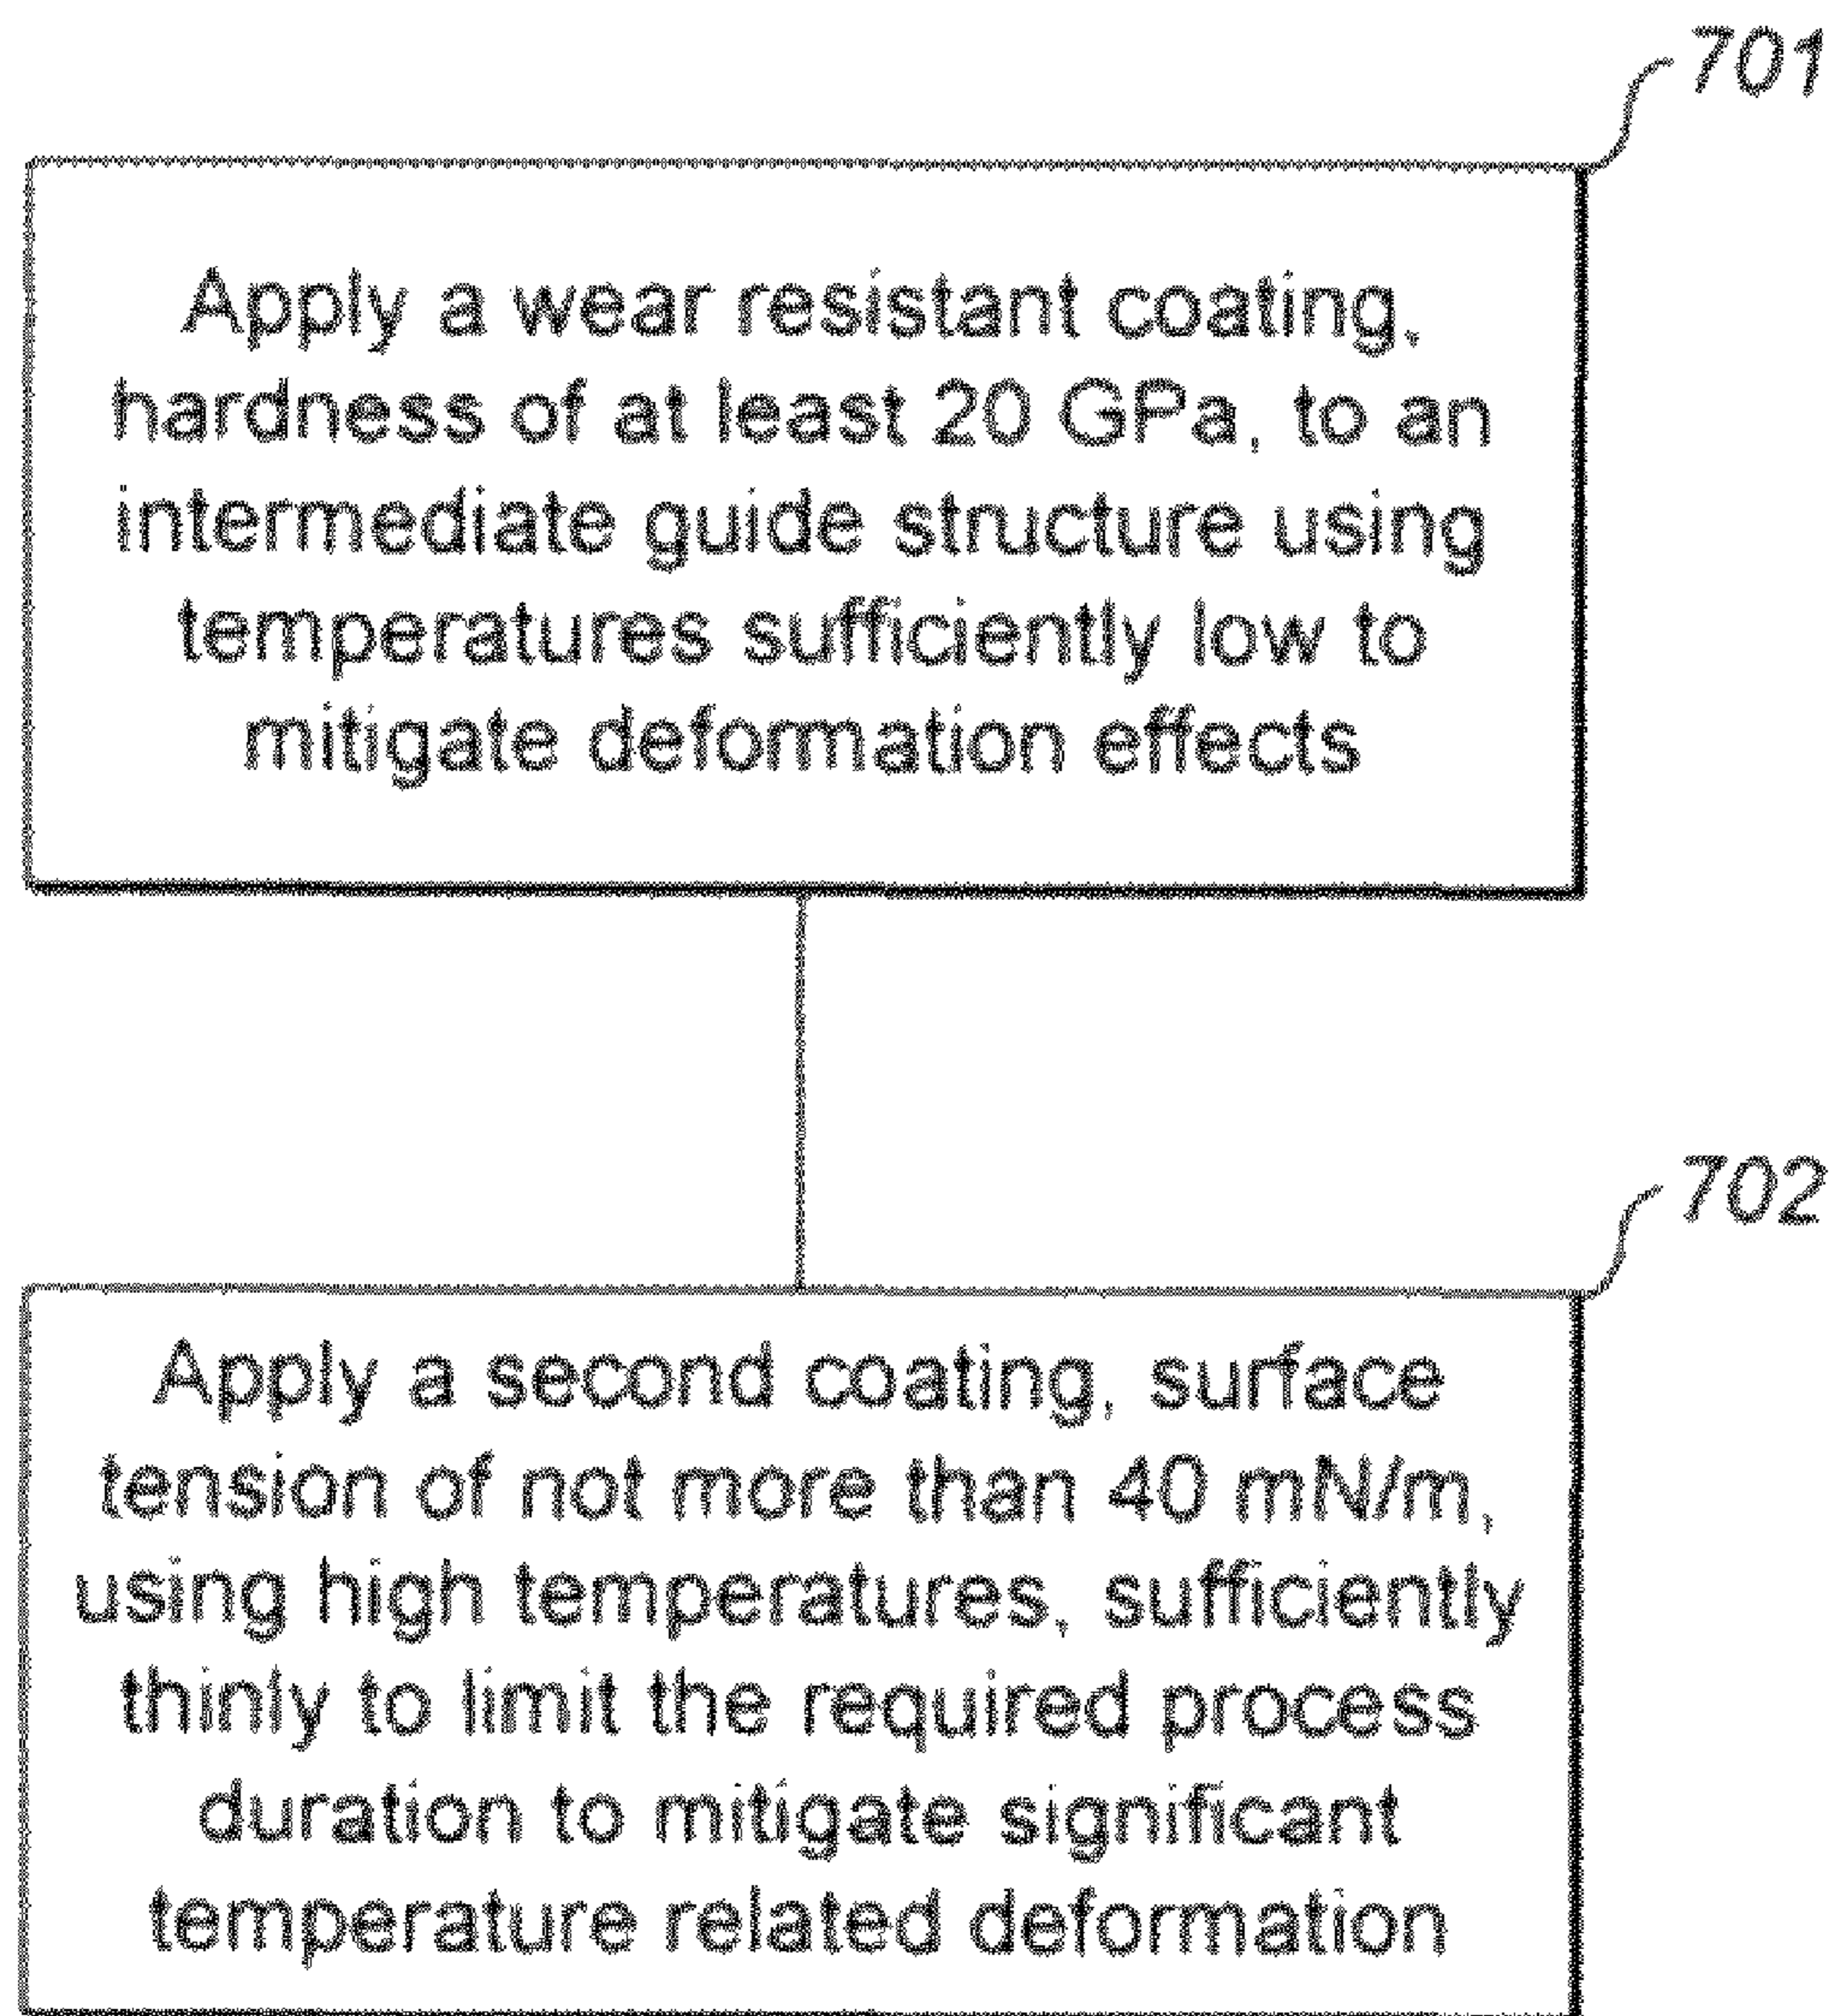 701
Apply a wear resistant coating,
hardness of at least 20 GPa, to an
intermediate guide structure using
temperatures sufficiently low to
mitigate deformation effects
702
Apply a second coating, surface
tension of not more than 40 mN/m,
using high temperatures, sufficiently
thinly to limit the required process
duration to mitigate significant
temperature related deformation